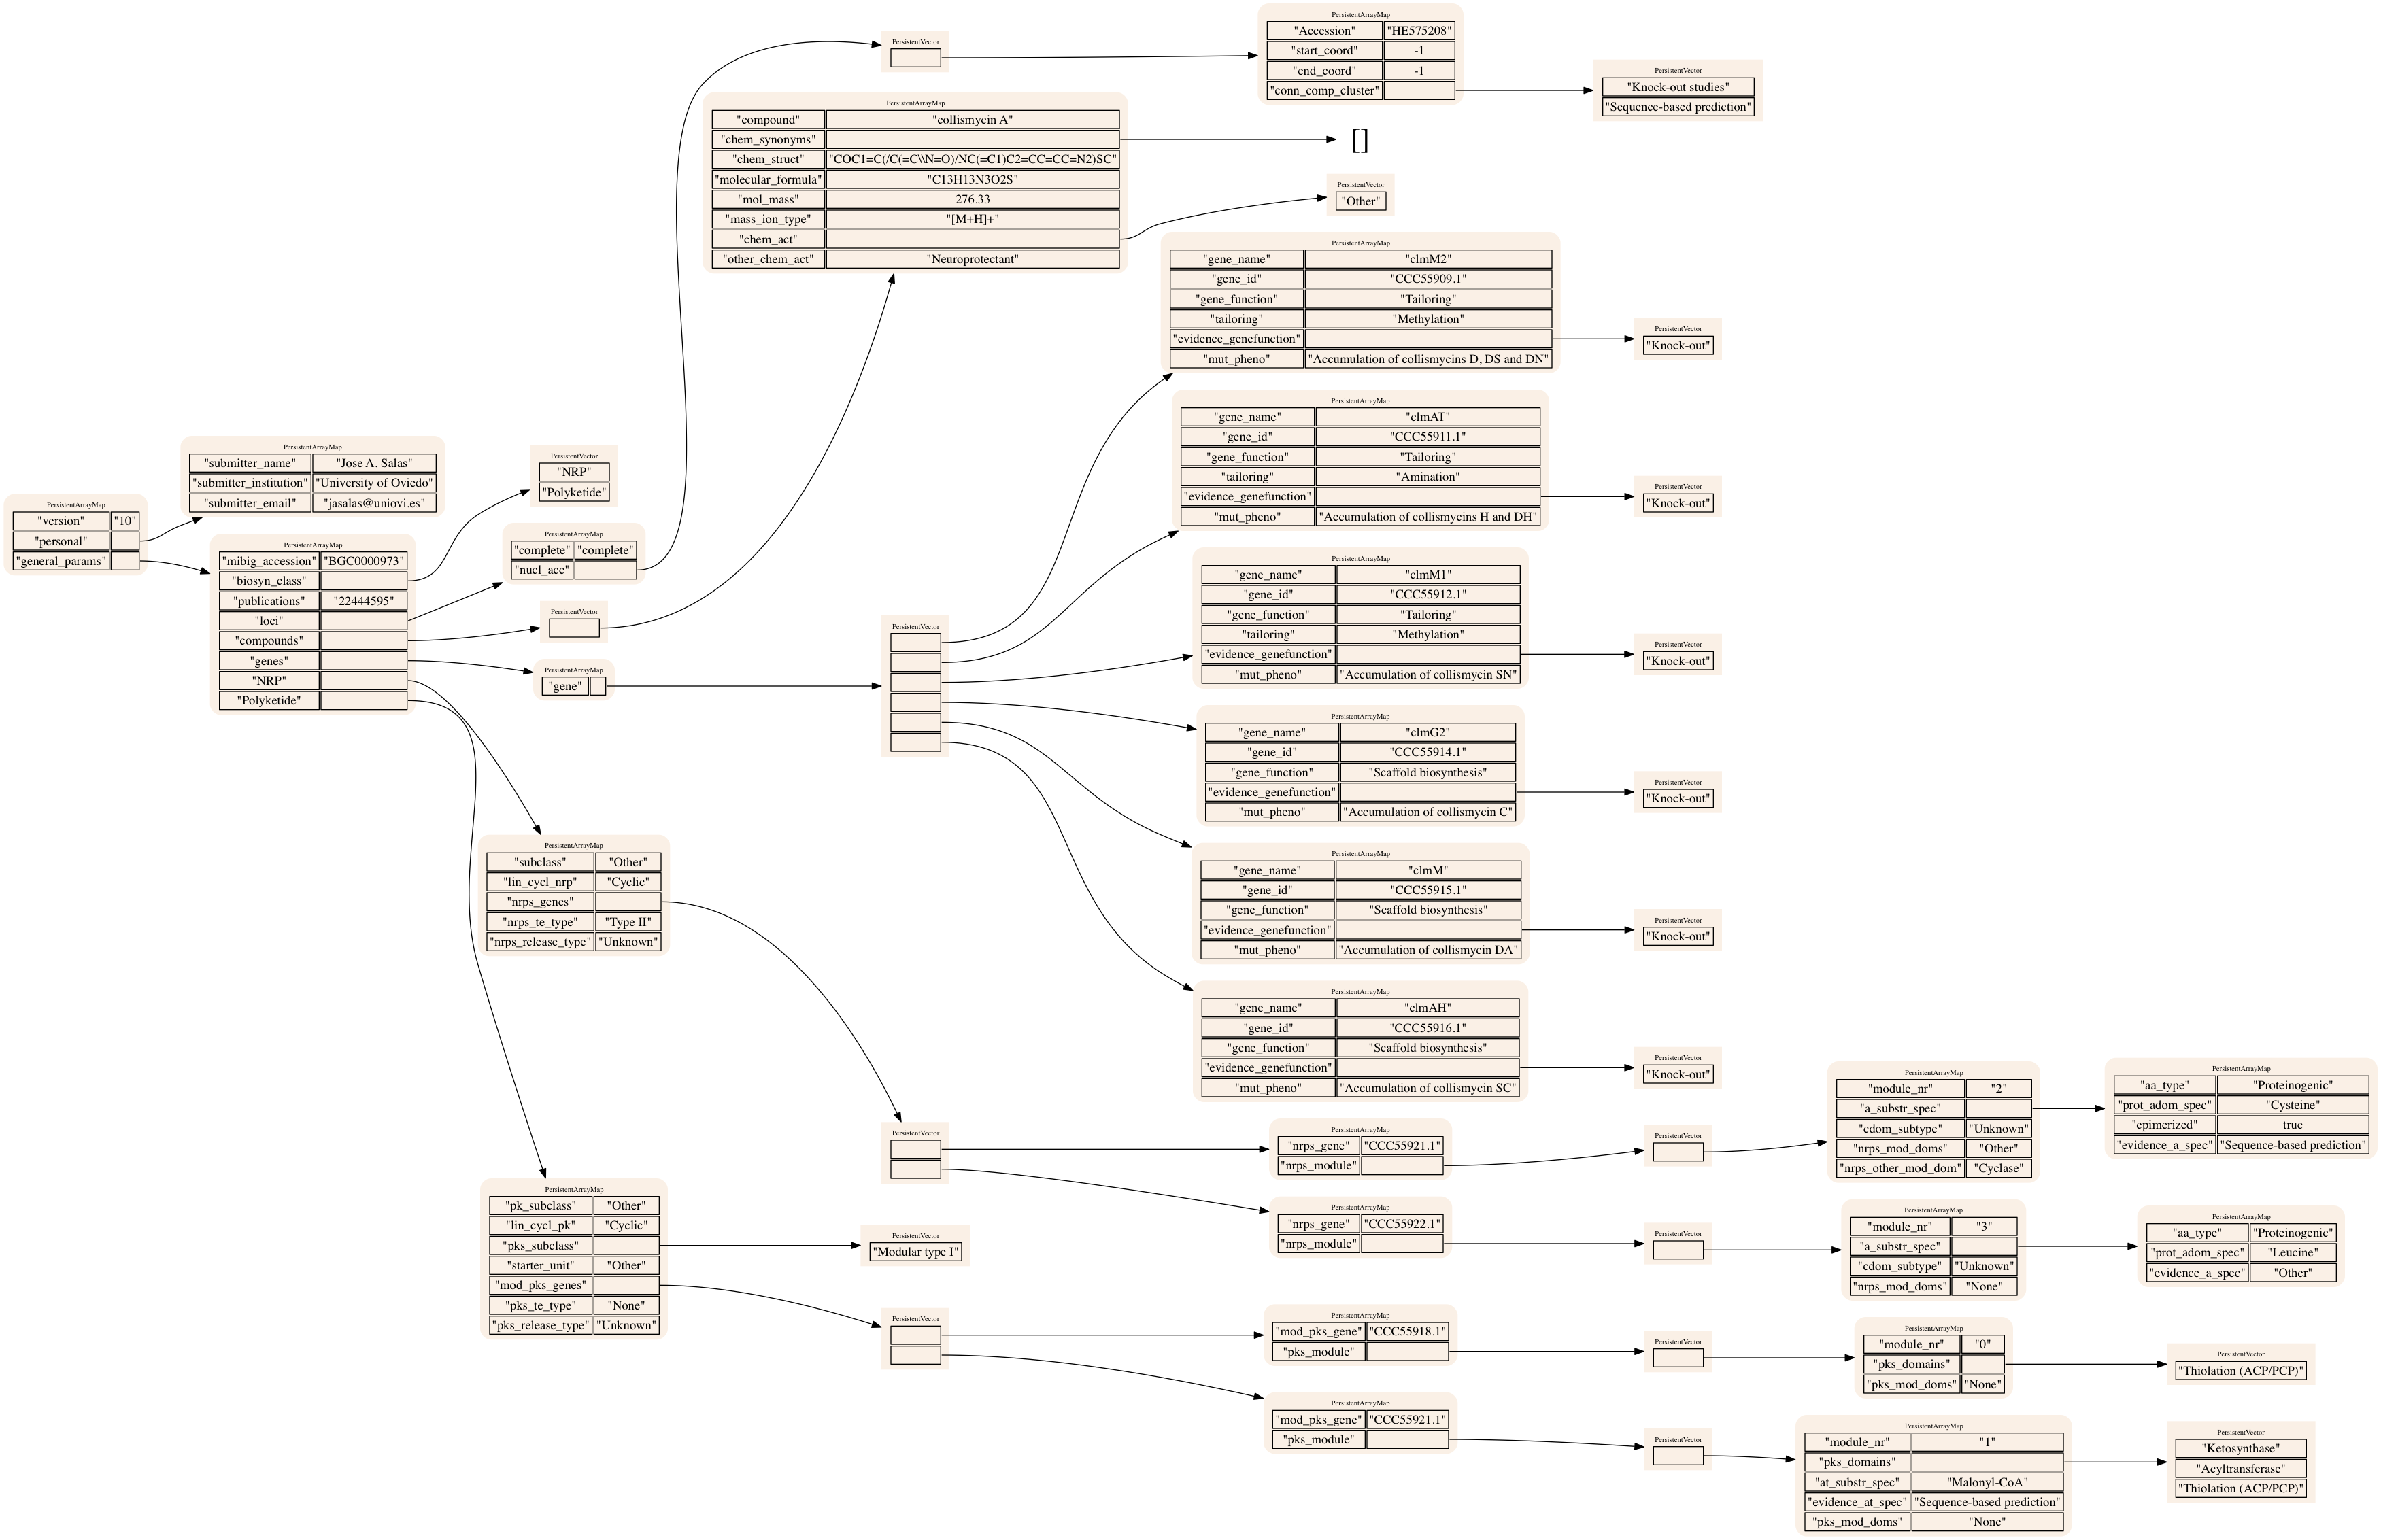 PersistentArrayMap
"version" "10"
"personal"
"general_params"
PersistentArrayMap
"submitter_name" "Jose A. Salas"
"submitter_institution" "University of Oviedo"
"submitter_email" "jasalas@uniovi.es"
PersistentArrayMap
"mibig_accession" "BGC0000973"
"biosyn_class"
"publications" "22444595"
"loci"
"compounds"
"genes"
"NRP"
"Polyketide"
PersistentVector
"NRP"
"Polyketide"
PersistentArrayMap
"complete" "complete"
"nucl_acc"
PersistentVector
PersistentArrayMap
"gene"
PersistentArrayMap
"subclass" "Other"
"lin_cycl_nrp" "Cyclic"
"nrps_genes"
"nrps_te_type" "Type II"
"nrps_release_type" "Unknown"
PersistentArrayMap
"pk_subclass" "Other"
"lin_cycl_pk" "Cyclic"
"pks_subclass"
"starter_unit" "Other"
"mod_pks_genes"
"pks_te_type" "None"
"pks_release_type" "Unknown"
PersistentVector
PersistentArrayMap
"compound" "collismycin A"
"chem_synonyms"
"chem_struct" "COC1=C(/C(=C\\N=O)/NC(=C1)C2=CC=CC=N2)SC"
"molecular_formula" "C13H13N3O2S"
"mol_mass" 276.33
"mass_ion_type" "[M+H]+"
"chem_act"
"other_chem_act" "Neuroprotectant"
PersistentVector
PersistentVector
PersistentVector
"Modular type I"
PersistentVector
PersistentArrayMap
"Accession" "HE575208"
"start_coord" -1
"end_coord" -1
"conn_comp_cluster"
PersistentVector
"Knock-out studies"
"Sequence-based prediction"
[]
PersistentVector
"Other"
PersistentArrayMap
"gene_name" "clmM2"
"gene_id" "CCC55909.1"
"gene_function" "Tailoring"
"tailoring" "Methylation"
"evidence_genefunction"
"mut_pheno" "Accumulation of collismycins D, DS and DN"
PersistentVector
"Knock-out"
PersistentArrayMap
"gene_name" "clmAT"
"gene_id" "CCC55911.1"
"gene_function" "Tailoring"
"tailoring" "Amination"
"evidence_genefunction"
"mut_pheno" "Accumulation of collismycins H and DH"
PersistentVector
"Knock-out"
PersistentArrayMap
"gene_name" "clmM1"
"gene_id" "CCC55912.1"
"gene_function" "Tailoring"
"tailoring" "Methylation"
"evidence_genefunction"
"mut_pheno" "Accumulation of collismycin SN"
PersistentVector
"Knock-out"
PersistentArrayMap
"gene_name" "clmG2"
"gene_id" "CCC55914.1"
"gene_function" "Scaffold biosynthesis"
"evidence_genefunction"
"mut_pheno" "Accumulation of collismycin C"
PersistentVector
"Knock-out"
PersistentArrayMap
"gene_name" "clmM"
"gene_id" "CCC55915.1"
"gene_function" "Scaffold biosynthesis"
"evidence_genefunction"
"mut_pheno" "Accumulation of collismycin DA"
PersistentVector
"Knock-out"
PersistentArrayMap
"gene_name" "clmAH"
"gene_id" "CCC55916.1"
"gene_function" "Scaffold biosynthesis"
"evidence_genefunction"
"mut_pheno" "Accumulation of collismycin SC"
PersistentVector
"Knock-out"
PersistentArrayMap
"nrps_gene" "CCC55921.1"
"nrps_module"
PersistentVector
PersistentArrayMap
"module_nr" "2"
"a_substr_spec"
"cdom_subtype" "Unknown"
"nrps_mod_doms" "Other"
"nrps_other_mod_dom" "Cyclase"
PersistentArrayMap
"aa_type" "Proteinogenic"
"prot_adom_spec" "Cysteine"
"epimerized" true
"evidence_a_spec" "Sequence-based prediction"
PersistentArrayMap
"nrps_gene" "CCC55922.1"
"nrps_module"
PersistentVector
PersistentArrayMap
"module_nr" "3"
"a_substr_spec"
"cdom_subtype" "Unknown"
"nrps_mod_doms" "None"
PersistentArrayMap
"aa_type" "Proteinogenic"
"prot_adom_spec" "Leucine"
"evidence_a_spec" "Other"
PersistentArrayMap
"mod_pks_gene" "CCC55918.1"
"pks_module"
PersistentVector
PersistentArrayMap
"module_nr" "0"
"pks_domains"
"pks_mod_doms" "None"
PersistentVector
"Thiolation (ACP/PCP)"
PersistentArrayMap
"mod_pks_gene" "CCC55921.1"
"pks_module"
PersistentVector
PersistentArrayMap
"module_nr" "1"
"pks_domains"
"at_substr_spec" "Malonyl-CoA"
"evidence_at_spec" "Sequence-based prediction"
"pks_mod_doms" "None"
PersistentVector
"Ketosynthase"
"Acyltransferase"
"Thiolation (ACP/PCP)"